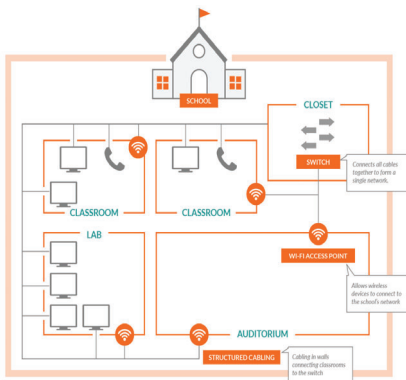 SCHOOL
CLOSET
SWITCH
Connects all cables
together to form a
single network.
CLASSROOM
CLASSROOM
LAB
WI-FI ACCESS POINT
Allows wireless
devices to connect to
the school's network
AUDITORIUM
STRUCTURED CABLING
Cabling in walls
connecting classrooms
to the switch